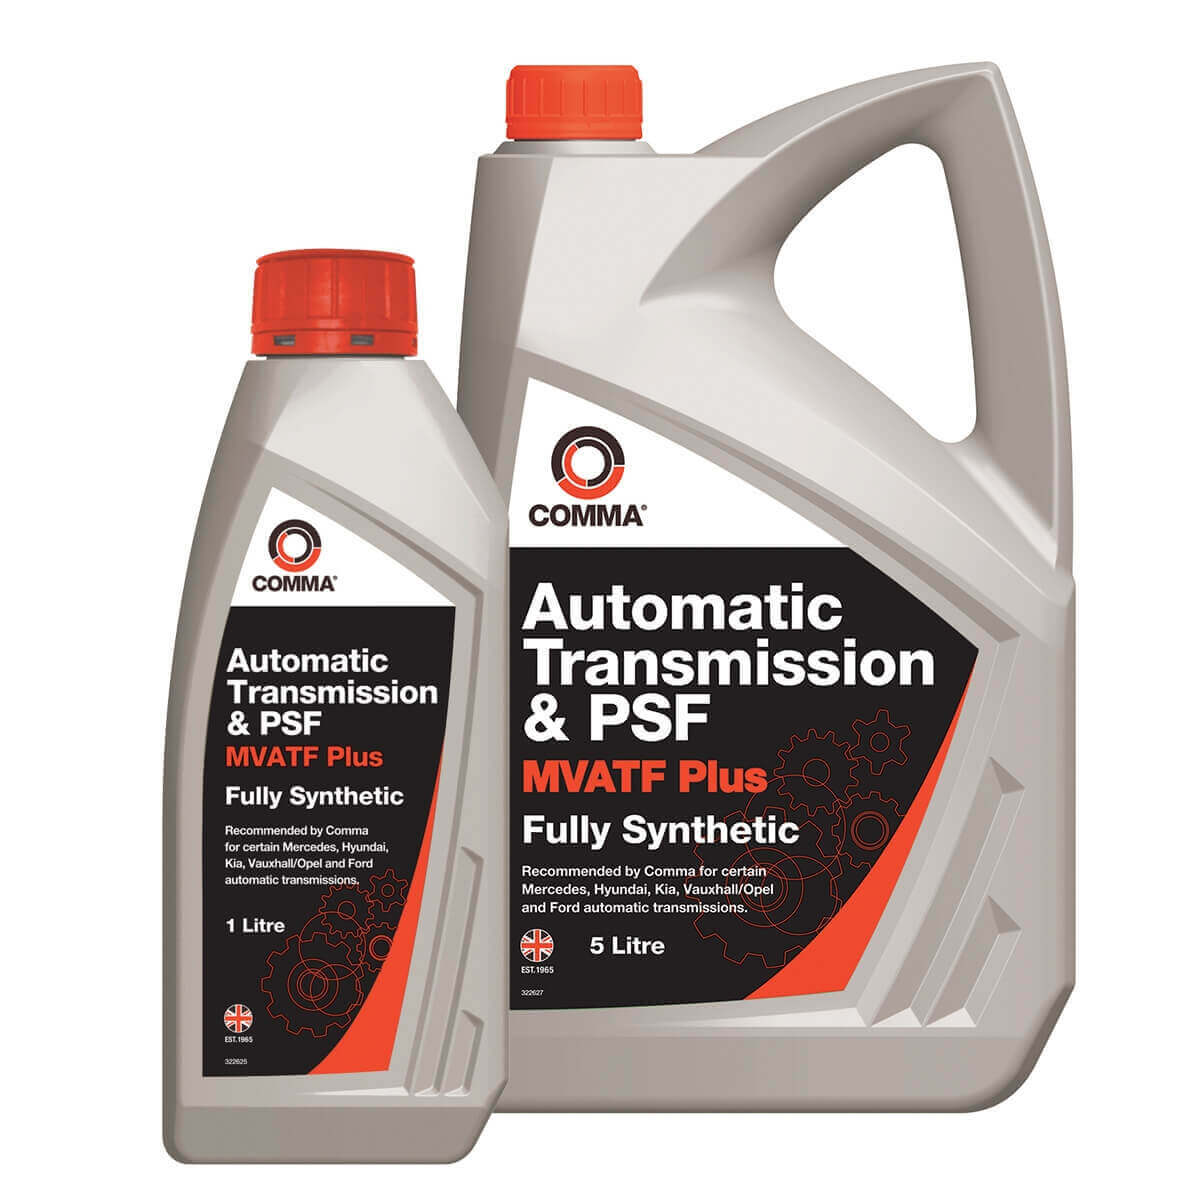 COMMA®
Automatic
Transmission
& PSF
MVATF Plus
Fully Synthetic
Recommended by Comma
for certain Mercedes, Hyundai,
Kia, Vauxhall/Opel and Ford
automatic transmissions.
1 Litre
EST.1965
322625
COMMA®
Automatic
Transmission
& PSF
MVATF Plus
Fully Synthetic
Recommended by Comma for certain
Mercedes, Hyundai, Kia, Vauxhall/Opel
and Ford automatic transmissions.
5 Litre
EST.1965
322627